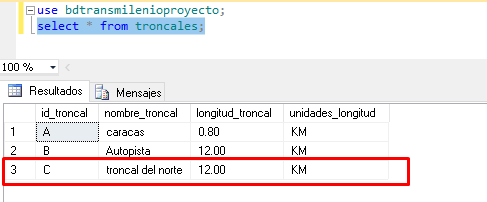 use bdtransmilenioproyecto;
select * from troncales;
100 %
Resultados Mensajes
id_troncal nombre_troncal longitud_troncal unidades_longitud
1 A caracas 0.80 KM
2 B Autopista 12.00 KM
3 C troncal del norte 12.00 KM